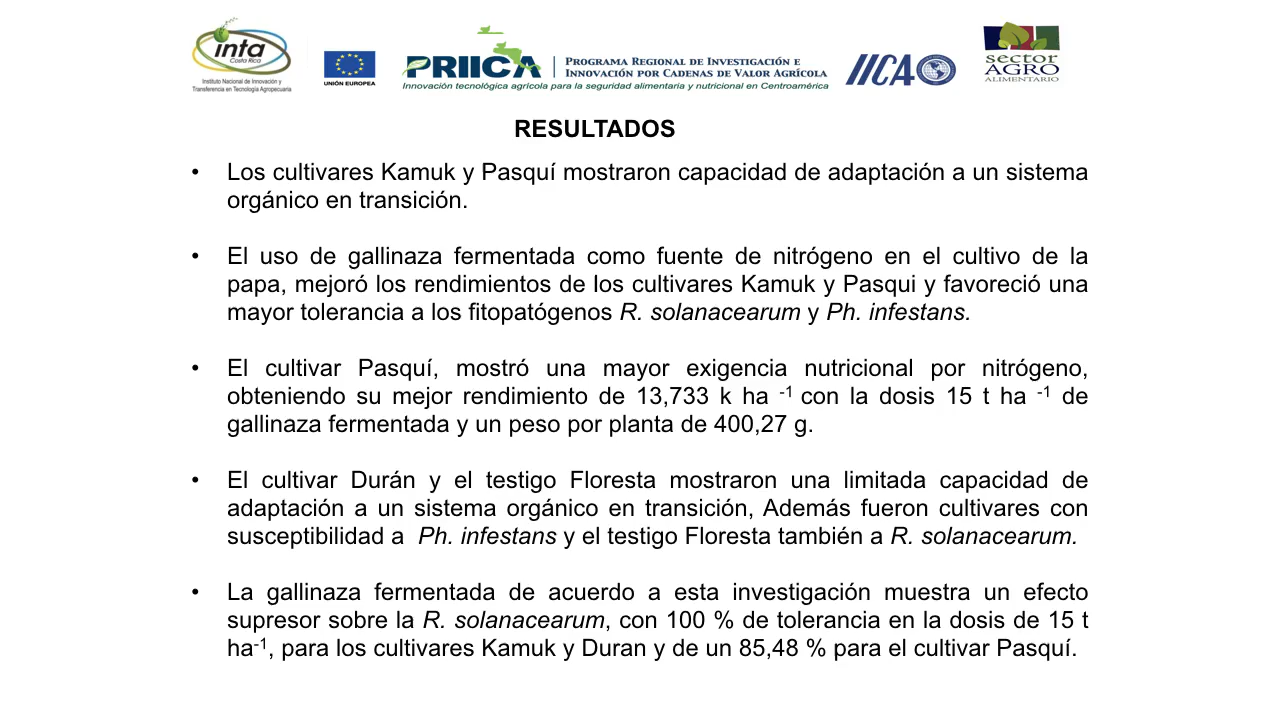 inta
Costa Rica
Instituto Nacional de Innovación y
Transferencia en Tecnología Agropecuaria
UNIÓN EUROPEA
PRIICA
PROGRAMA REGIONAL DE INVESTIGACIÓN E
INNOVACIÓN POR CADENAS DE VALOR AGRÍCOLA
Innovación tecnológica agrícola para la seguridad alimentaria y nutricional en Centroamérica
IICA
sector
AGRO
ALIMENTARIO
RESULTADOS
• Los cultivares Kamuk y Pasquí mostraron capacidad de adaptación a un sistema
orgánico en transición.
• El uso de gallinaza fermentada como fuente de nitrógeno en el cultivo de la
papa, mejoró los rendimientos de los cultivares Kamuk y Pasqui y favoreció una
mayor tolerancia a los fitopatógenos R. solanacearum y Ph. infestans.
• El cultivar Pasquí, mostró una mayor exigencia nutricional por nitrógeno,
obteniendo su mejor rendimiento de 13,733 k ha -1 con la dosis 15 t ha -1 de
gallinaza fermentada y un peso por planta de 400,27 g.
• El cultivar Durán y el testigo Floresta mostraron una limitada capacidad de
adaptación a un sistema orgánico en transición, Además fueron cultivares con
susceptibilidad a Ph. infestans y el testigo Floresta también a R. solanacearum.
• La gallinaza fermentada de acuerdo a esta investigación muestra un efecto
supresor sobre la R. solanacearum, con 100 % de tolerancia en la dosis de 15 t
ha-1, para los cultivares Kamuk y Duran y de un 85,48 % para el cultivar Pasquí.